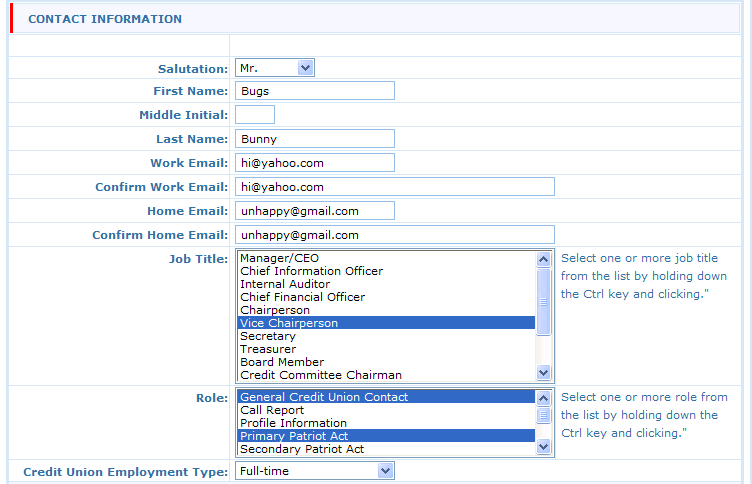 CONTACT INFORMATION
Salutation: Mr.
First Name: Bugs
Middle Initial:
Last Name: Bunny
Work Email: hi@yahoo.com
Confirm Work Email: hi@yahoo.com
Home Email: unhappy@gmail.com
Confirm Home Email: unhappy@gmail.com
Job Title:
Manager/CEO
Chief Information Officer
Internal Auditor
Chief Financial Officer
Chairperson
Vice Chairperson
Secretary
Treasurer
Board Member
Credit Committee Chairman
Select one or more job title
from the list by holding down
the Ctrl key and clicking."
Role:
General Credit Union Contact
Call Report
Profile Information
Primary Patriot Act
Secondary Patriot Act
Select one or more role from
the list by holding down the
Ctrl key and clicking."
Credit Union Employment Type: Full-time